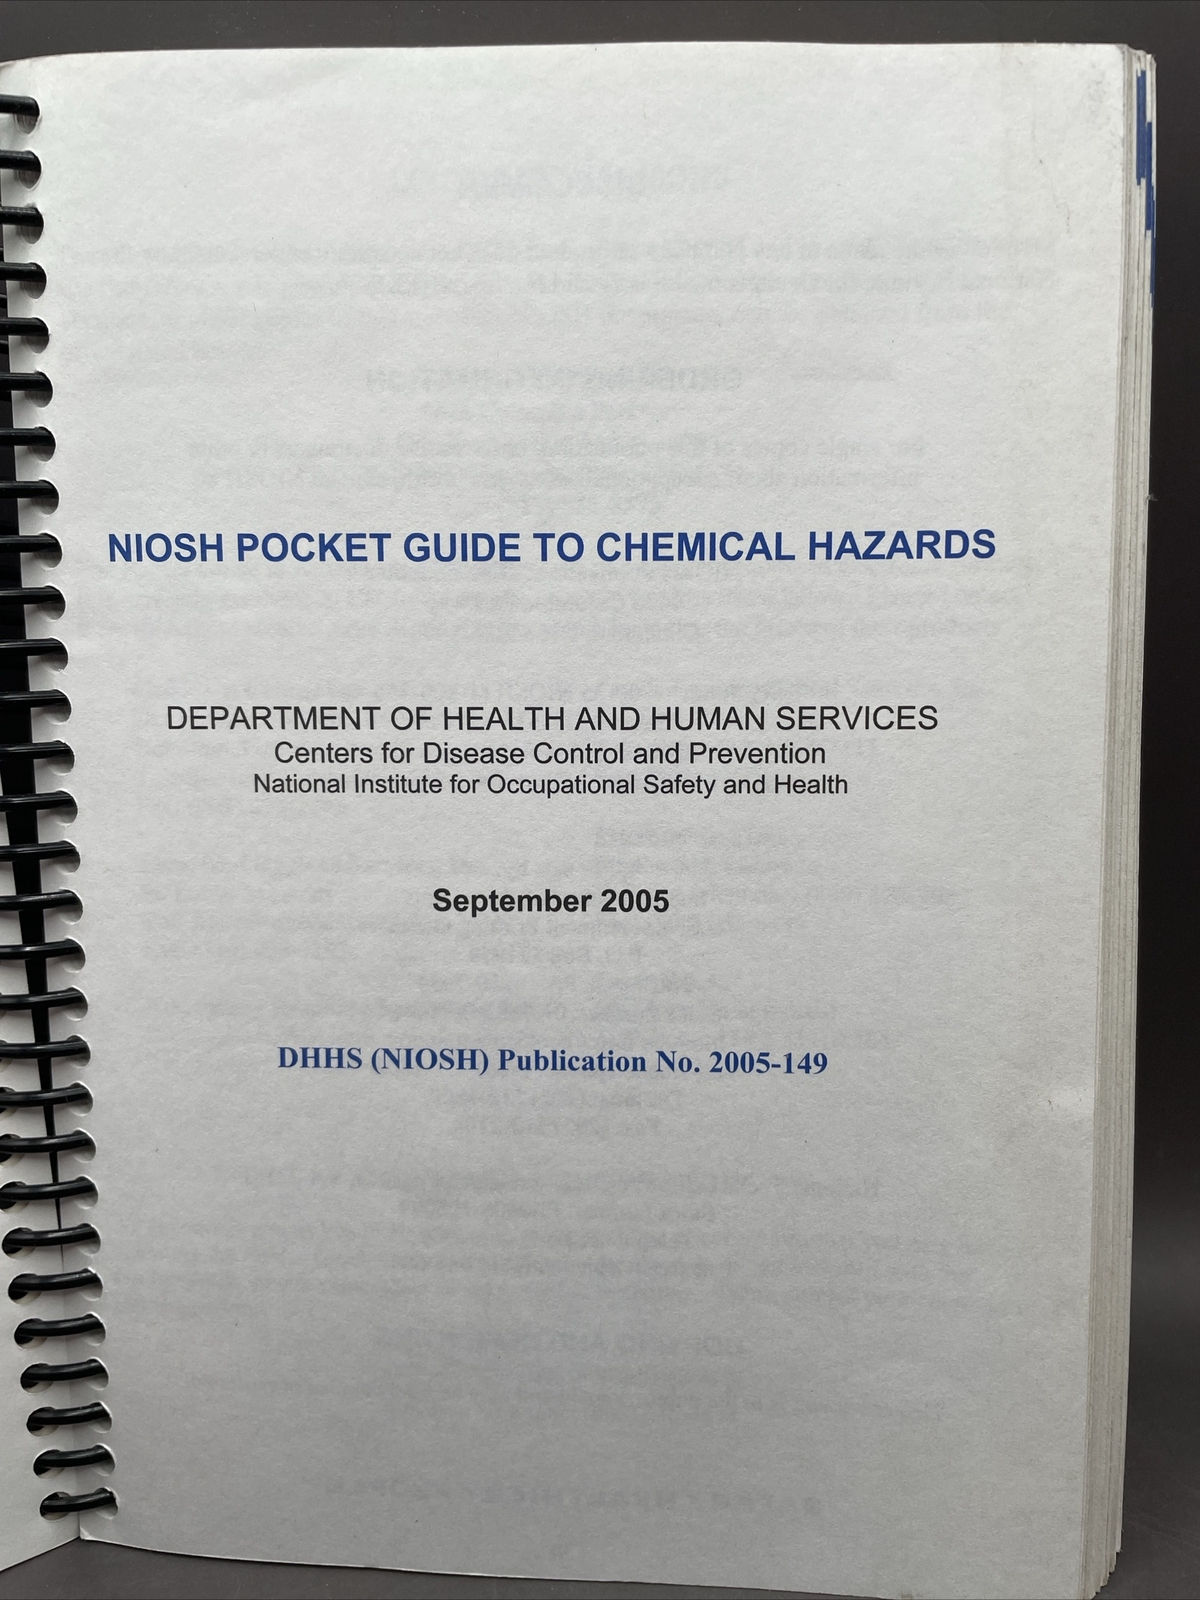 NIOSH POCKET GUIDE TO CHEMICAL HAZARDS
DEPARTMENT OF HEALTH AND HUMAN SERVICES
Centers for Disease Control and Prevention
National Institute for Occupational Safety and Health
September 2005
DHHS (NIOSH) Publication No. 2005-149